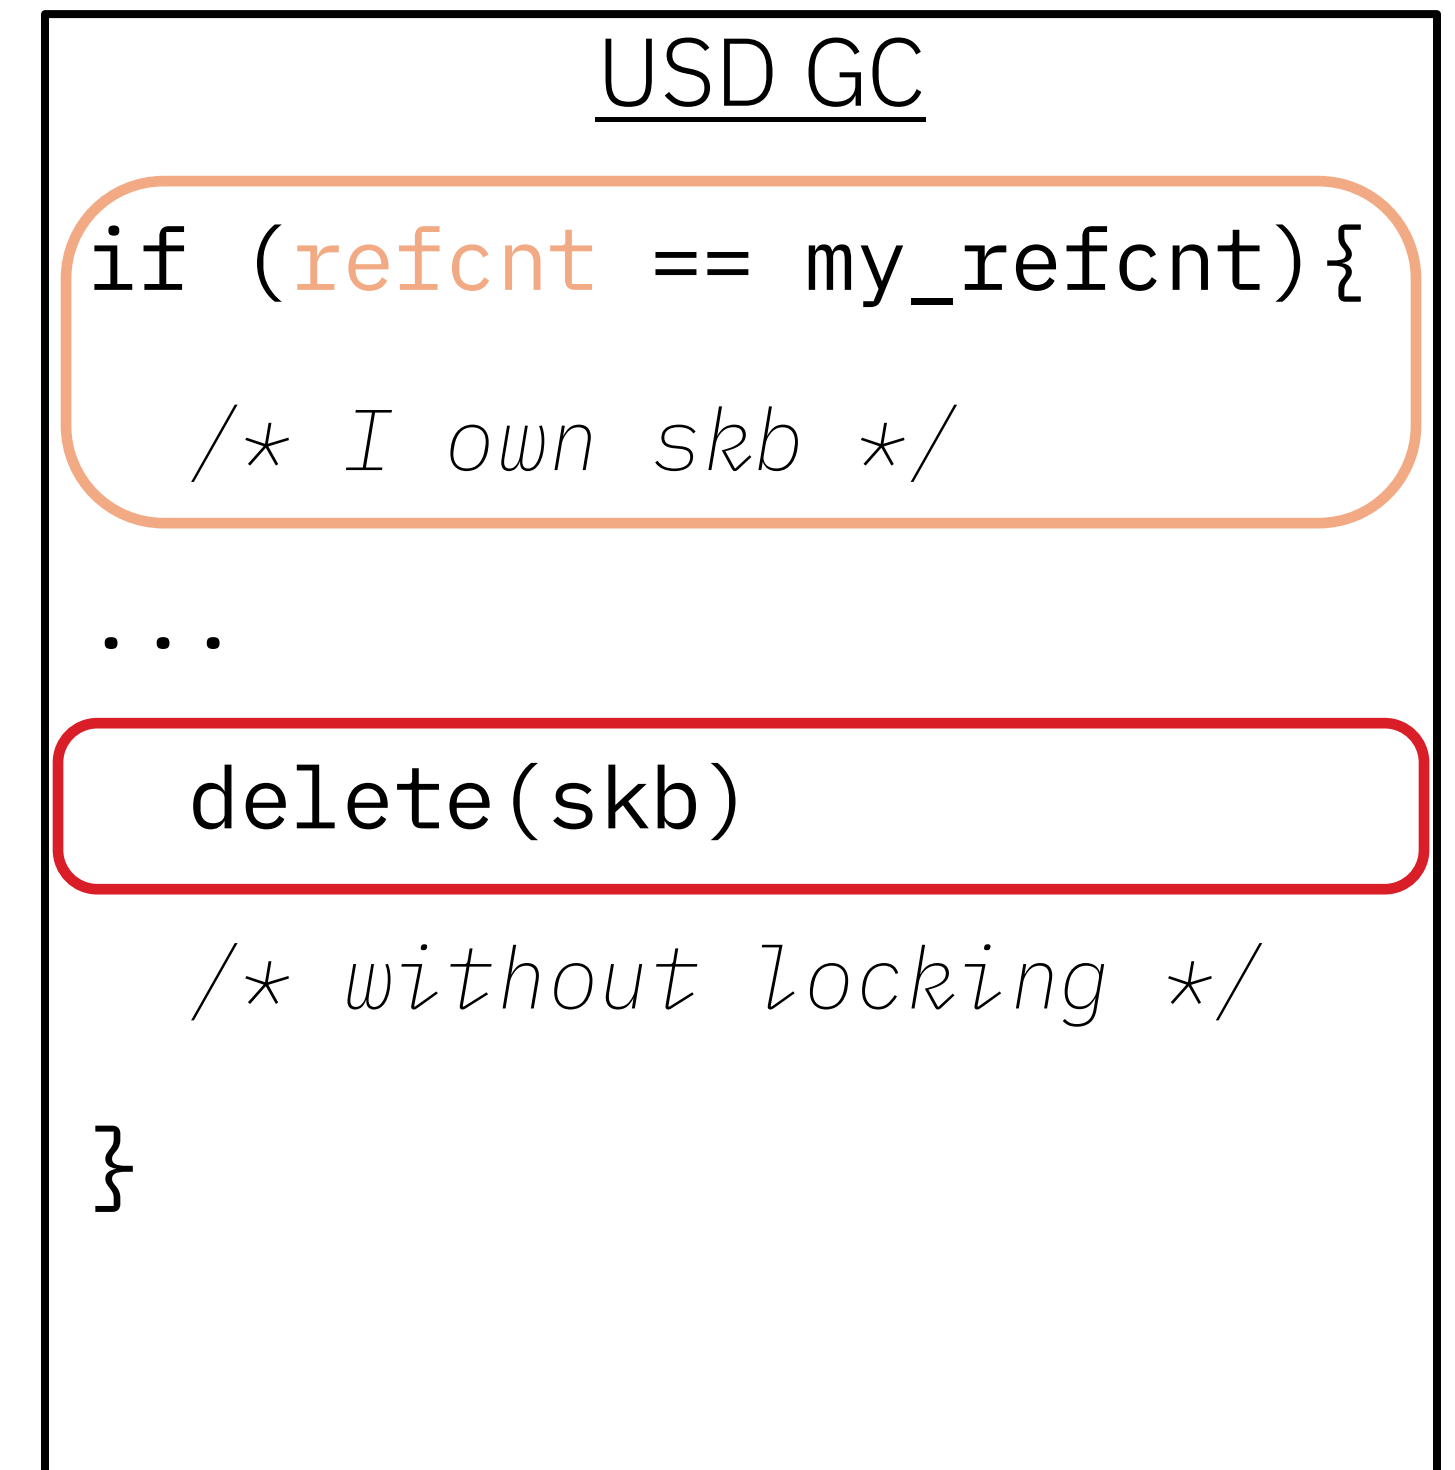 USD GC
if (refcnt == my_refcnt){
/* I own skb */
...
delete(skb)
/* without locking */
}